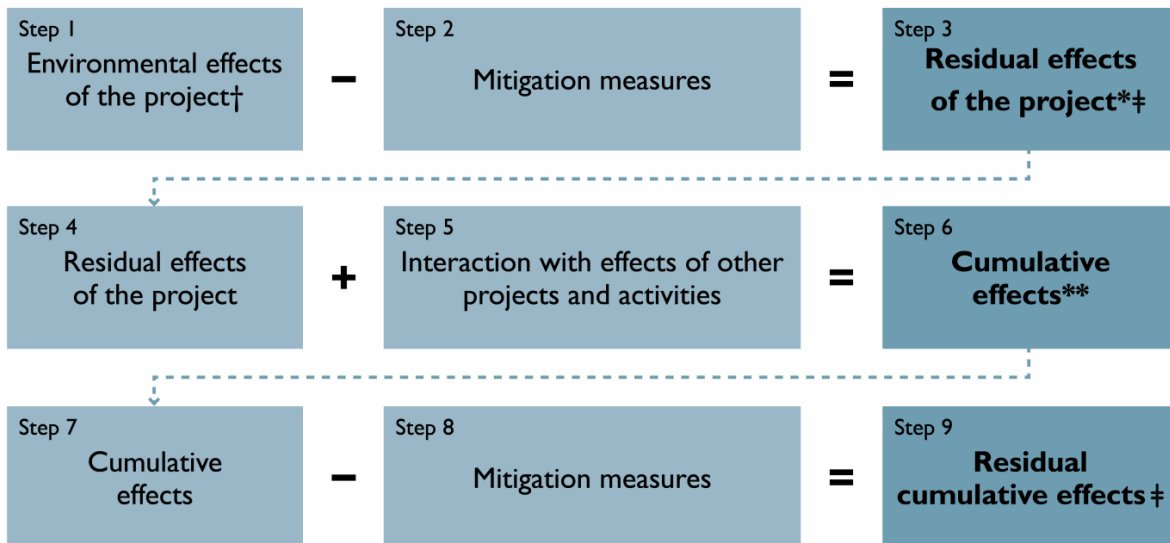 Step 1
Environmental effects
of the project†
–
Step 2
Mitigation measures
=
Step 3
Residual effects
of the project*‡
Step 4
Residual effects
of the project
+
Step 5
Interaction with effects of other
projects and activities
=
Step 6
Cumulative
effects**
Step 7
Cumulative
effects
–
Step 8
Mitigation measures
=
Step 9
Residual
cumulative effects‡